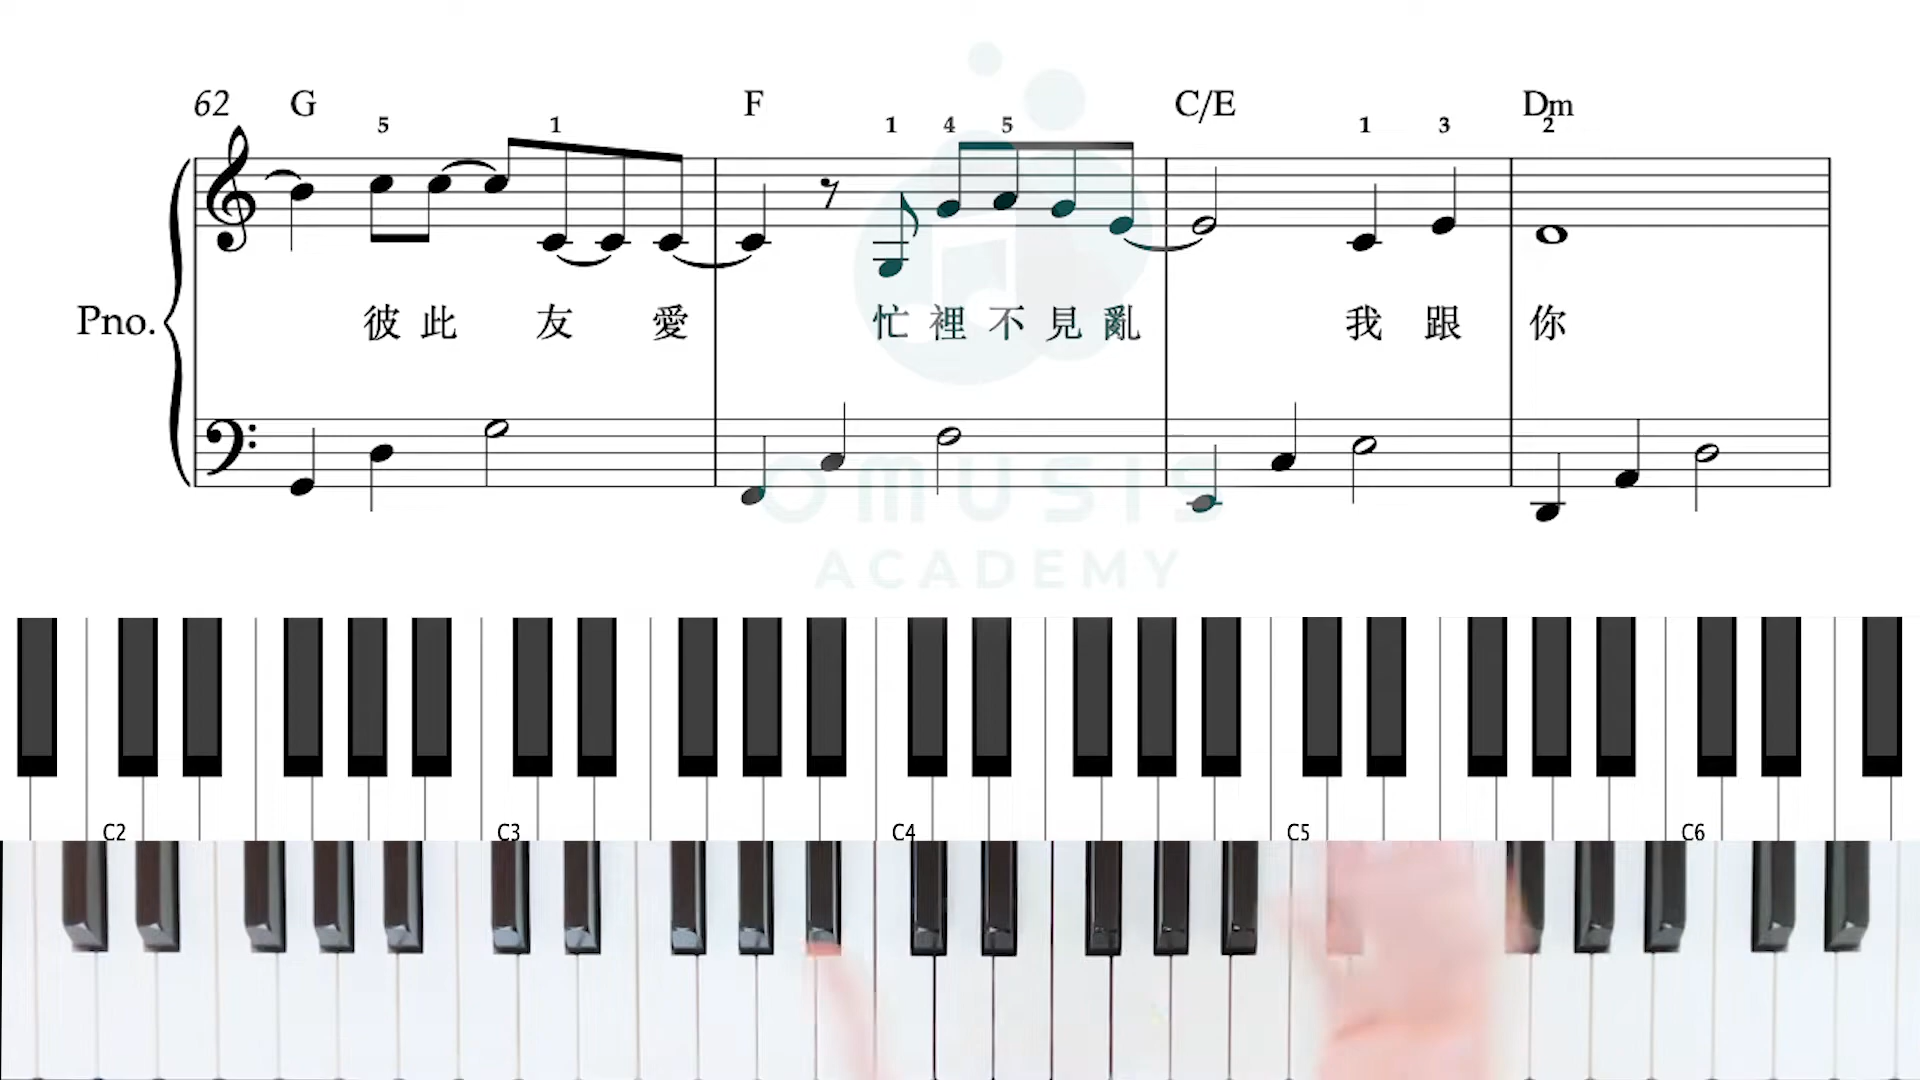 62 G F C/E Dm
5 1 1 4 5 1 3 2
Pno. 彼 此 友 愛 忙 裡 不 見 亂 我 跟 你
OMUSIS
ACADEMY
C2 C3 C4 C5 C6